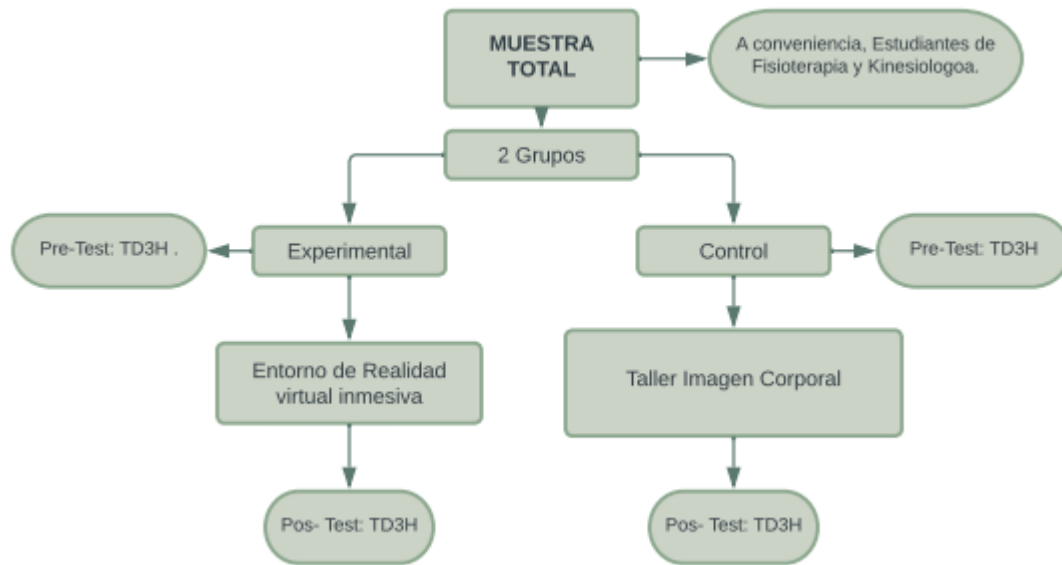 MUESTRA
TOTAL
A conveniencia, Estudiantes de
Fisioterapia y Kinesiologoa.
2 Grupos
Pre-Test: TD3H .
Experimental
Control
Pre-Test: TD3H
Entorno de Realidad
virtual inmesiva
Taller Imagen Corporal
Pos- Test: TD3H
Pos- Test: TD3H